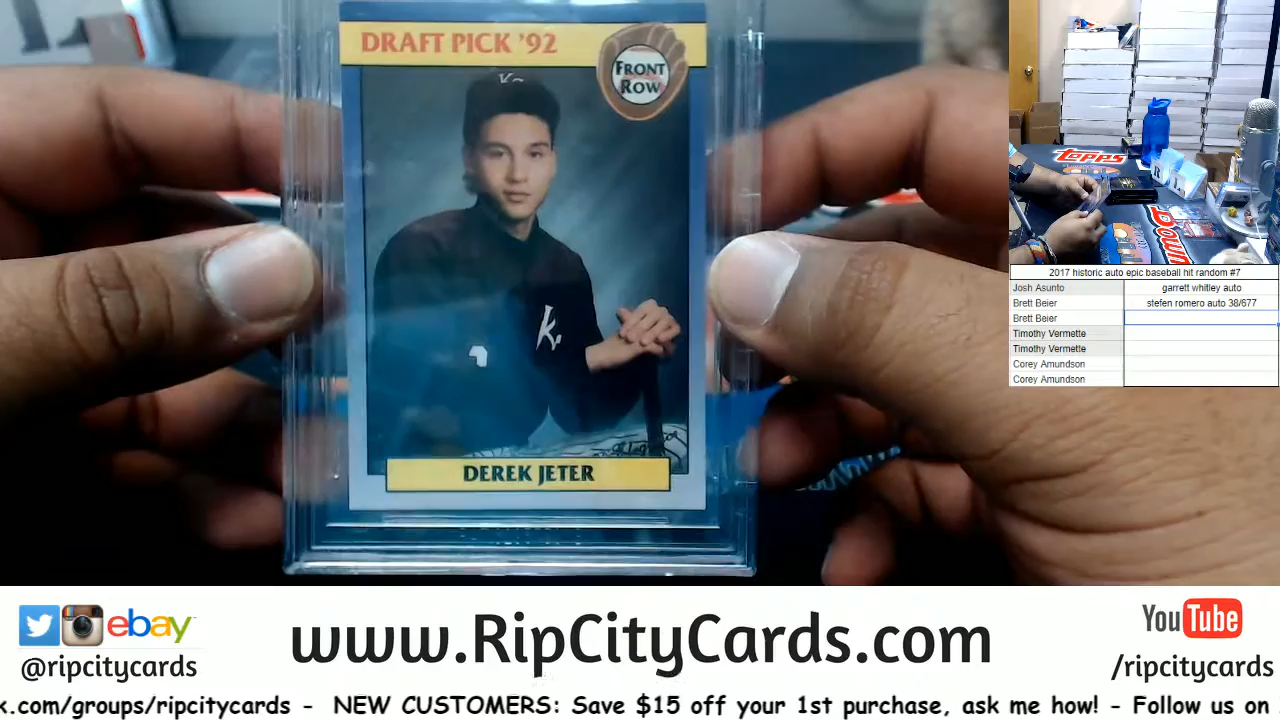 DRAFT PICK '92
FRONT
ROW
K
k.
DEREK JETER
Topps
2017 historic auto epic baseball hit random #7
Josh Asunto garrett whitley auto
Brett Beier stefen romero auto 38/677
Brett Beier
Timothy Vermette
Timothy Vermette
Corey Amundson
Corey Amundson
ebay
@ripcitycards
www.RipCityCards.com
YouTube
/ripcitycards
k.com/groups/ripcitycards - NEW CUSTOMERS: Save $15 off your 1st purchase, ask me how! - Follow us on